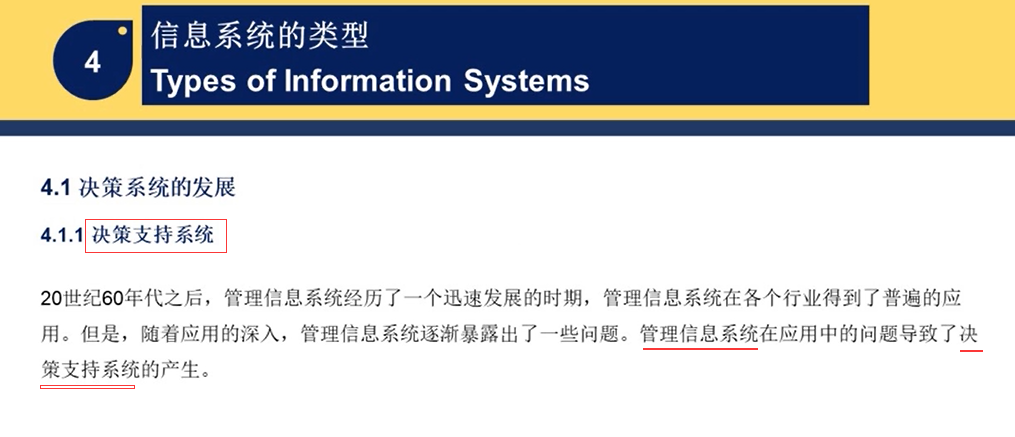 4
信息系统的类型
Types of Information Systems
4.1 决策系统的发展
4.1.1 决策支持系统
20世纪60年代之后，管理信息系统经历了一个迅速发展的时期，管理信息系统在各个行业得到了普遍的应
用。但是，随着应用的深入，管理信息系统逐渐暴露出了一些问题。管理信息系统在应用中的问题导致了决
策支持系统的产生。